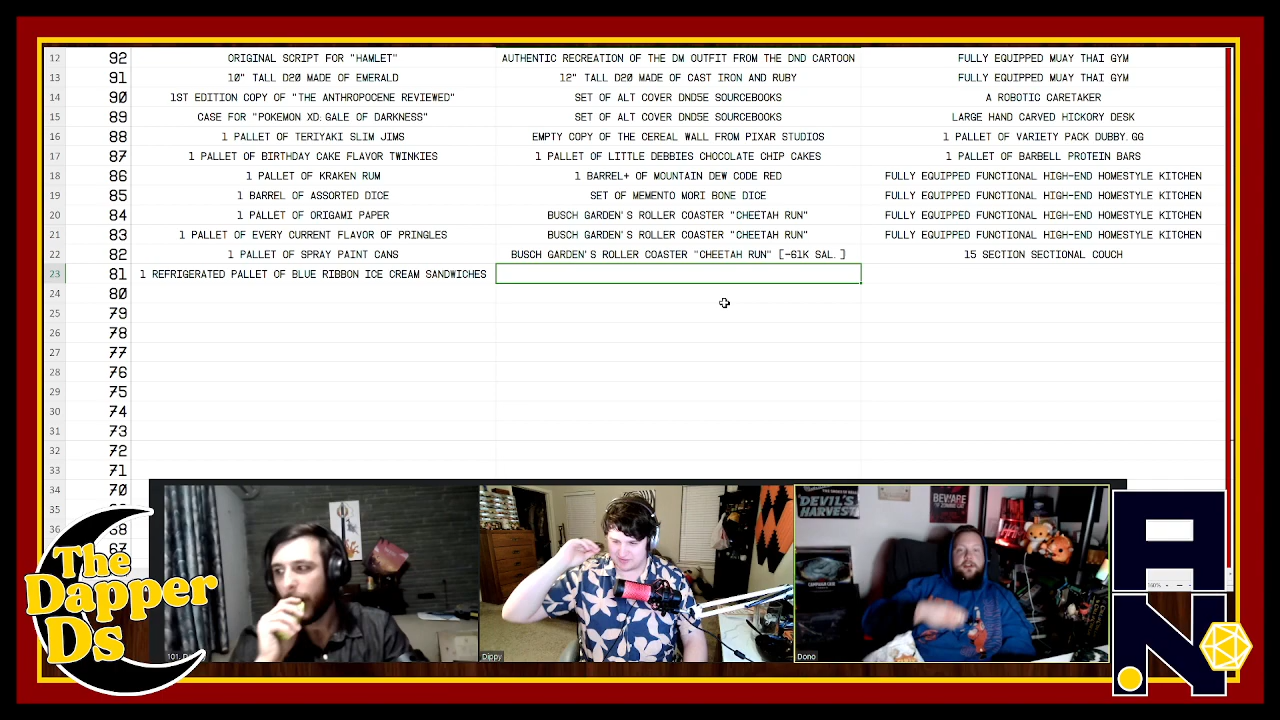 12 92 ORIGINAL SCRIPT FOR "HAMLET" AUTHENTIC RECREATION OF THE DM OUTFIT FROM THE DND CARTOON FULLY EQUIPPED MUAY THAI GYM
13 91 10" TALL D20 MADE OF EMERALD 12" TALL D20 MADE OF CAST IRON AND RUBY FULLY EQUIPPED MUAY THAI GYM
14 90 1ST EDITION COPY OF "THE ANTHROPOCENE REVIEWED" SET OF ALT COVER DND5E SOURCEBOOKS A ROBOTIC CARETAKER
15 89 CASE FOR "POKEMON XD:GALE OF DARKNESS" SET OF ALT COVER DND5E SOURCEBOOKS LARGE HAND CARVED HICKORY DESK
16 88 1 PALLET OF TERIYAKI SLIM JIMS EMPTY COPY OF THE CEREAL WALL FROM PIXAR STUDIOS 1 PALLET OF VARIETY PACK DUBBY.GG
17 87 1 PALLET OF BIRTHDAY CAKE FLAVOR TWINKIES 1 PALLET OF LITTLE DEBBIES CHOCOLATE CHIP CAKES 1 PALLET OF BARBELL PROTEIN BARS
18 86 1 PALLET OF KRAKEN RUM 1 BARREL+ OF MOUNTAIN DEW CODE RED FULLY EQUIPPED FUNCTIONAL HIGH-END HOMESTYLE KITCHEN
19 85 1 BARREL OF ASSORTED DICE SET OF MEMENTO MORI BONE DICE FULLY EQUIPPED FUNCTIONAL HIGH-END HOMESTYLE KITCHEN
20 84 1 PALLET OF ORIGAMI PAPER BUSCH GARDEN'S ROLLER COASTER "CHEETAH RUN" FULLY EQUIPPED FUNCTIONAL HIGH-END HOMESTYLE KITCHEN
21 83 1 PALLET OF EVERY CURRENT FLAVOR OF PRINGLES BUSCH GARDEN'S ROLLER COASTER "CHEETAH RUN" FULLY EQUIPPED FUNCTIONAL HIGH-END HOMESTYLE KITCHEN
22 82 1 PALLET OF SPRAY PAINT CANS BUSCH GARDEN'S ROLLER COASTER "CHEETAH RUN" [-61K SAL.] 15 SECTION SECTIONAL COUCH
23 81 1 REFRIGERATED PALLET OF BLUE RIBBON ICE CREAM SANDWICHES
24 80
25 79
26 78
27 77
28 76
29 75
30 74
31 73
32 72
33 71
34 70
35
36 68
67
The
Dapper
Ds
DEVIL'S
HARVEST
BEWARE
Dippy
Dono
A
N